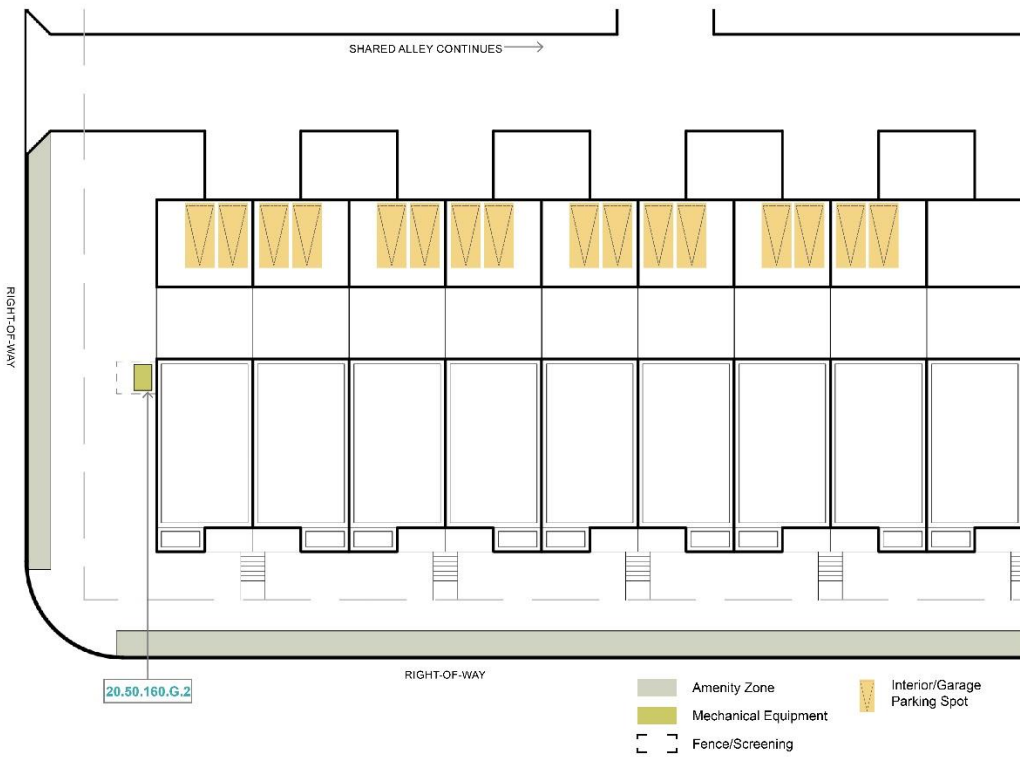 SHARED ALLEY CONTINUES
RIGHT-OF-WAY
20.50.160.G.2
RIGHT-OF-WAY
Amenity Zone
Mechanical Equipment
Fence/Screening
Interior/Garage
Parking Spot